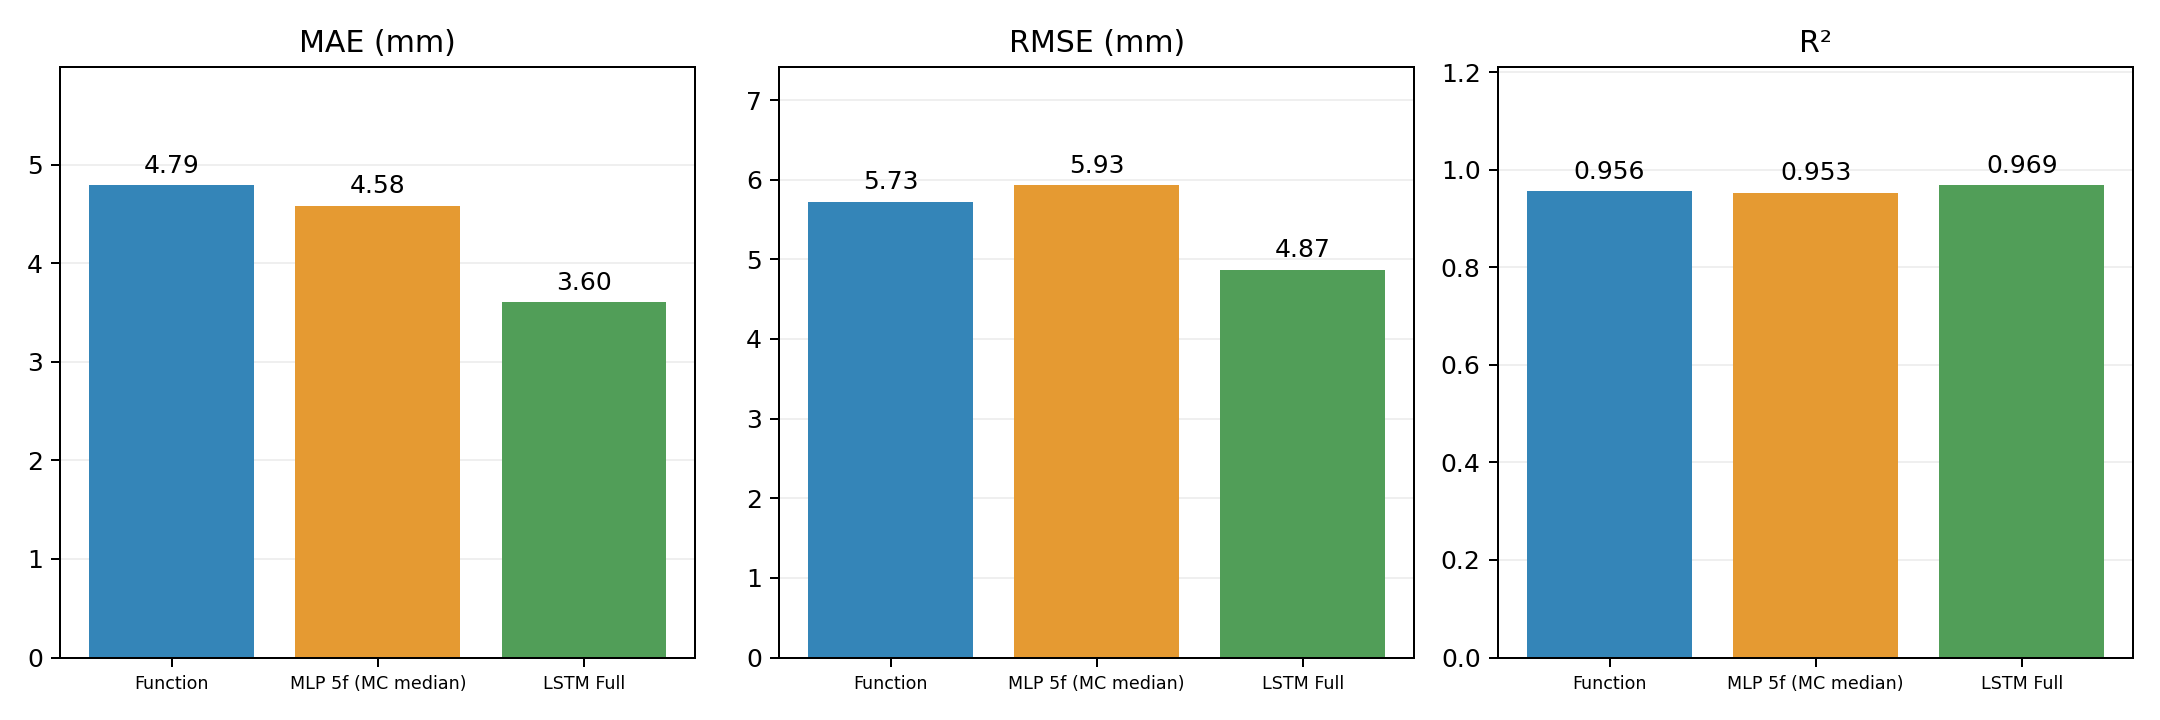 MAE (mm)
5
4
3
2
1
0
4.79
4.58
3.60
Function
MLP 5f (MC median)
LSTM Full
RMSE (mm)
7
6
5
4
3
2
1
0
5.73
5.93
4.87
Function
MLP 5f (MC median)
LSTM Full
R²
1.2
1.0
0.8
0.6
0.4
0.2
0.0
0.956
0.953
0.969
Function
MLP 5f (MC median)
LSTM Full